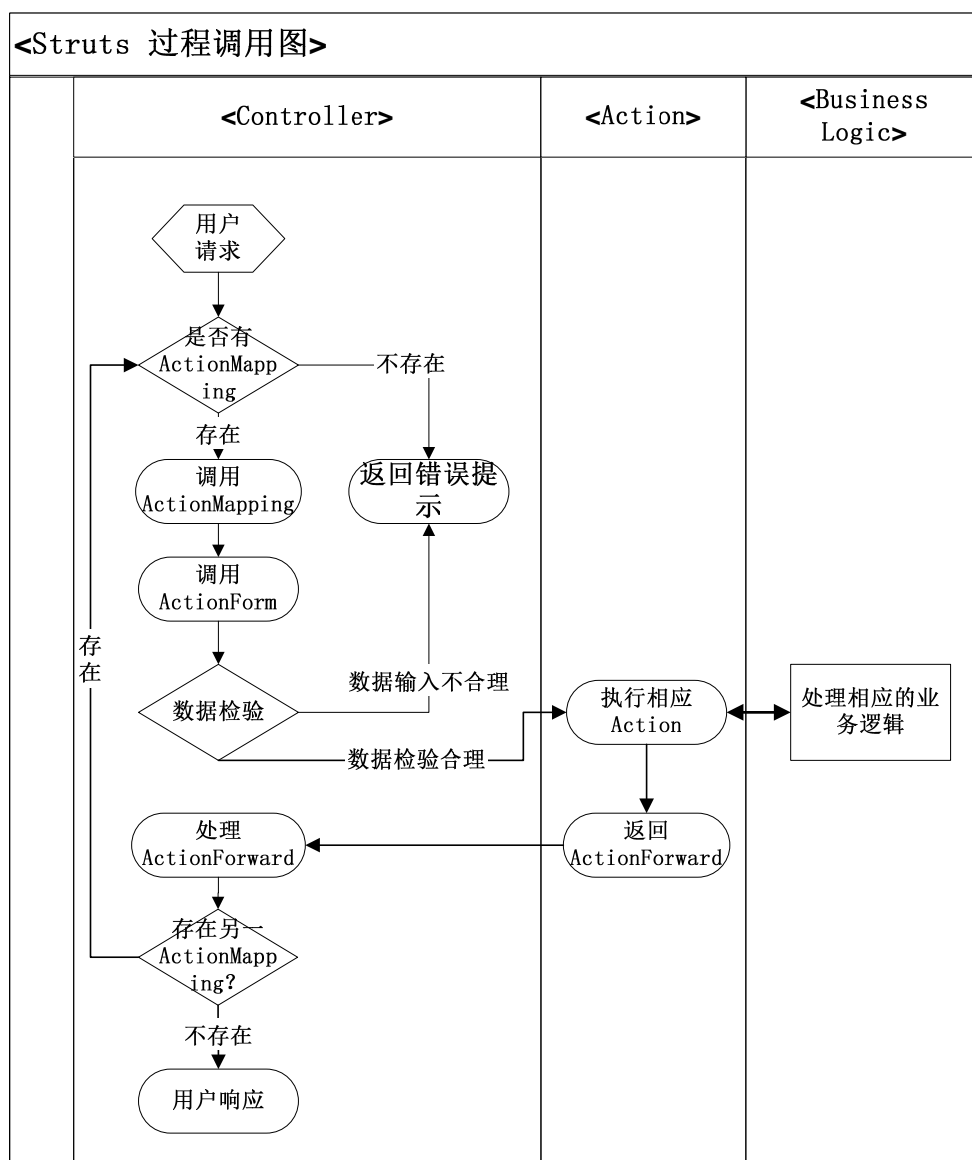 <Struts 过程调用图>
<Controller>
<Action>
<Business
Logic>
用户
请求
是否有
ActionMapp
ing
不存在
存在
调用
ActionMapping
返回错误提
示
调用
ActionForm
存
在
数据输入不合理
数据检验
执行相应
Action
处理相应的业
务逻辑
数据检验合理
处理
ActionForward
返回
ActionForward
存在另一
ActionMapp
ing?
不存在
用户响应